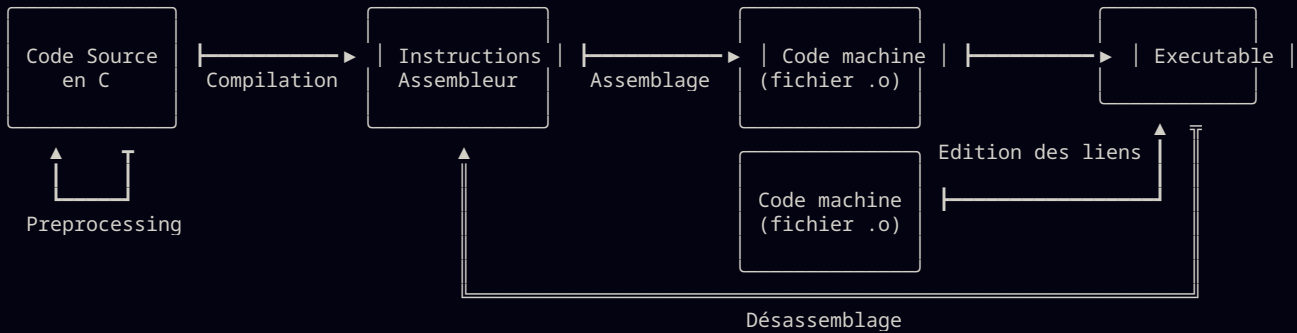 Code Source Instructions Code machine Executable
en C Compilation Assembleur Assemblage (fichier .o)
Edition des liens
Code machine
Preprocessing (fichier .o)
Désassemblage